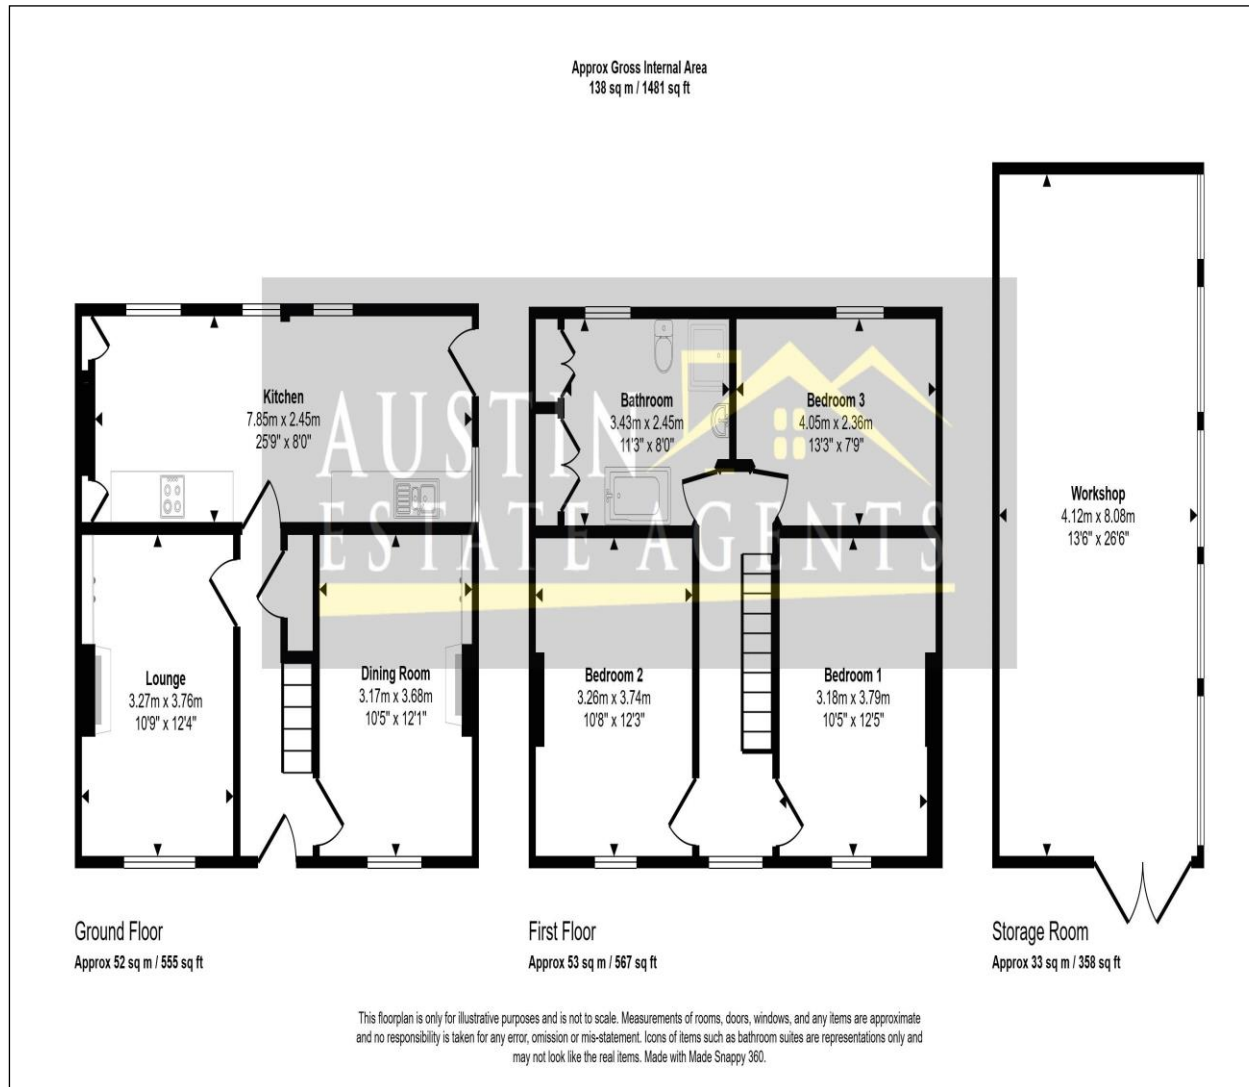 Approx Gross Internal Area
138 sq m / 1481 sq ft
Kitchen
7.85m x 2.45m
25'9" x 8'0"
Lounge
3.27m x 3.76m
10'9" x 12'4"
Dining Room
3.17m x 3.68m
10'5" x 12'1"
Bathroom
3.43m x 2.45m
11'3" x 8'0"
Bedroom 3
4.05m x 2.36m
13'3" x 7'9"
Bedroom 2
3.26m x 3.74m
10'8" x 12'3"
Bedroom 1
3.18m x 3.79m
10'5" x 12'5"
Workshop
4.12m x 8.08m
13'6" x 26'6"
AUSTIN
ESTATE AGENTS
Ground Floor
Approx 52 sq m / 555 sq ft
First Floor
Approx 53 sq m / 567 sq ft
Storage Room
Approx 33 sq m / 358 sq ft
This floorplan is only for illustrative purposes and is not to scale. Measurements of rooms, doors, windows, and any items are approximate
and no responsibility is taken for any error, omission or mis-statement. Icons of items such as bathroom suites are representations only and
may not look like the real items. Made with Made Snappy 360.